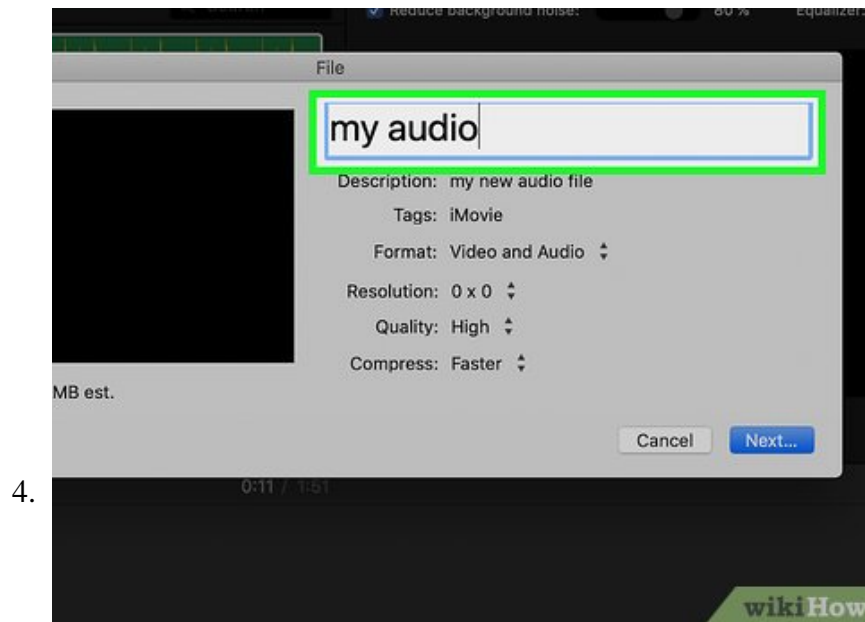 Reduce background noise: 80 % Equalizer:
File
my audio
Description: my new audio file
Tags: iMovie
Format: Video and Audio
Resolution: 0 x 0
Quality: High
Compress: Faster
MB est.
Cancel Next...
4.
0:11 / 1:51
wikiHow